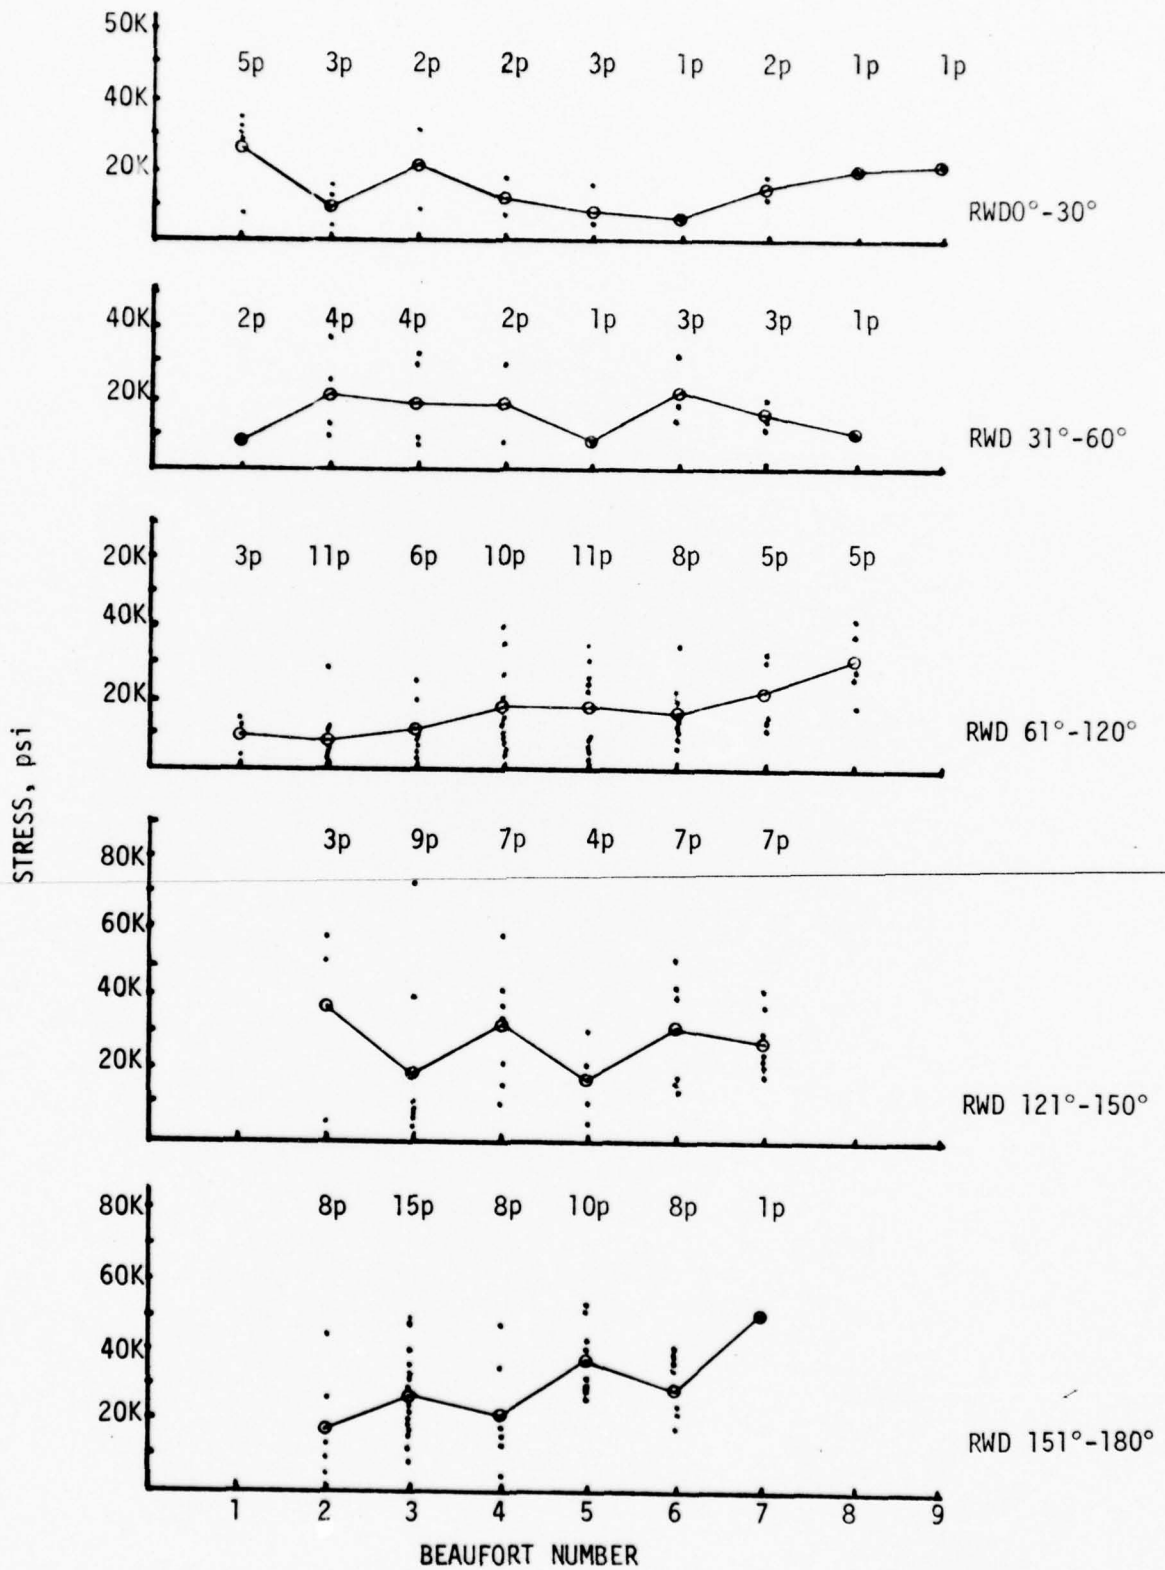 50K
5p 3p 2p 2p 3p 1p 2p 1p 1p
40K
20K
RWD0°-30°
40K
2p 4p 4p 2p 1p 3p 3p 1p
20K
RWD 31°-60°
20K
3p 11p 6p 10p 11p 8p 5p 5p
40K
20K
RWD 61°-120°
STRESS, psi
3p 9p 7p 4p 7p 7p
80K
60K
40K
20K
RWD 121°-150°
80K
8p 15p 8p 10p 8p 1p
60K
40K
20K
RWD 151°-180°
1 2 3 4 5 6 7 8 9
BEAUFORT NUMBER